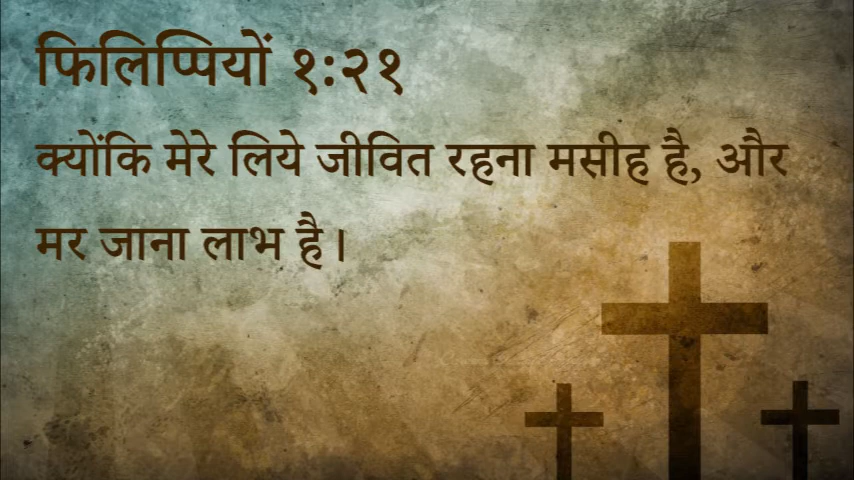 फिलिप्पियों १:२१
क्योंकि मेरे लिये जीवित रहना मसीह है, और
मर जाना लाभ है।